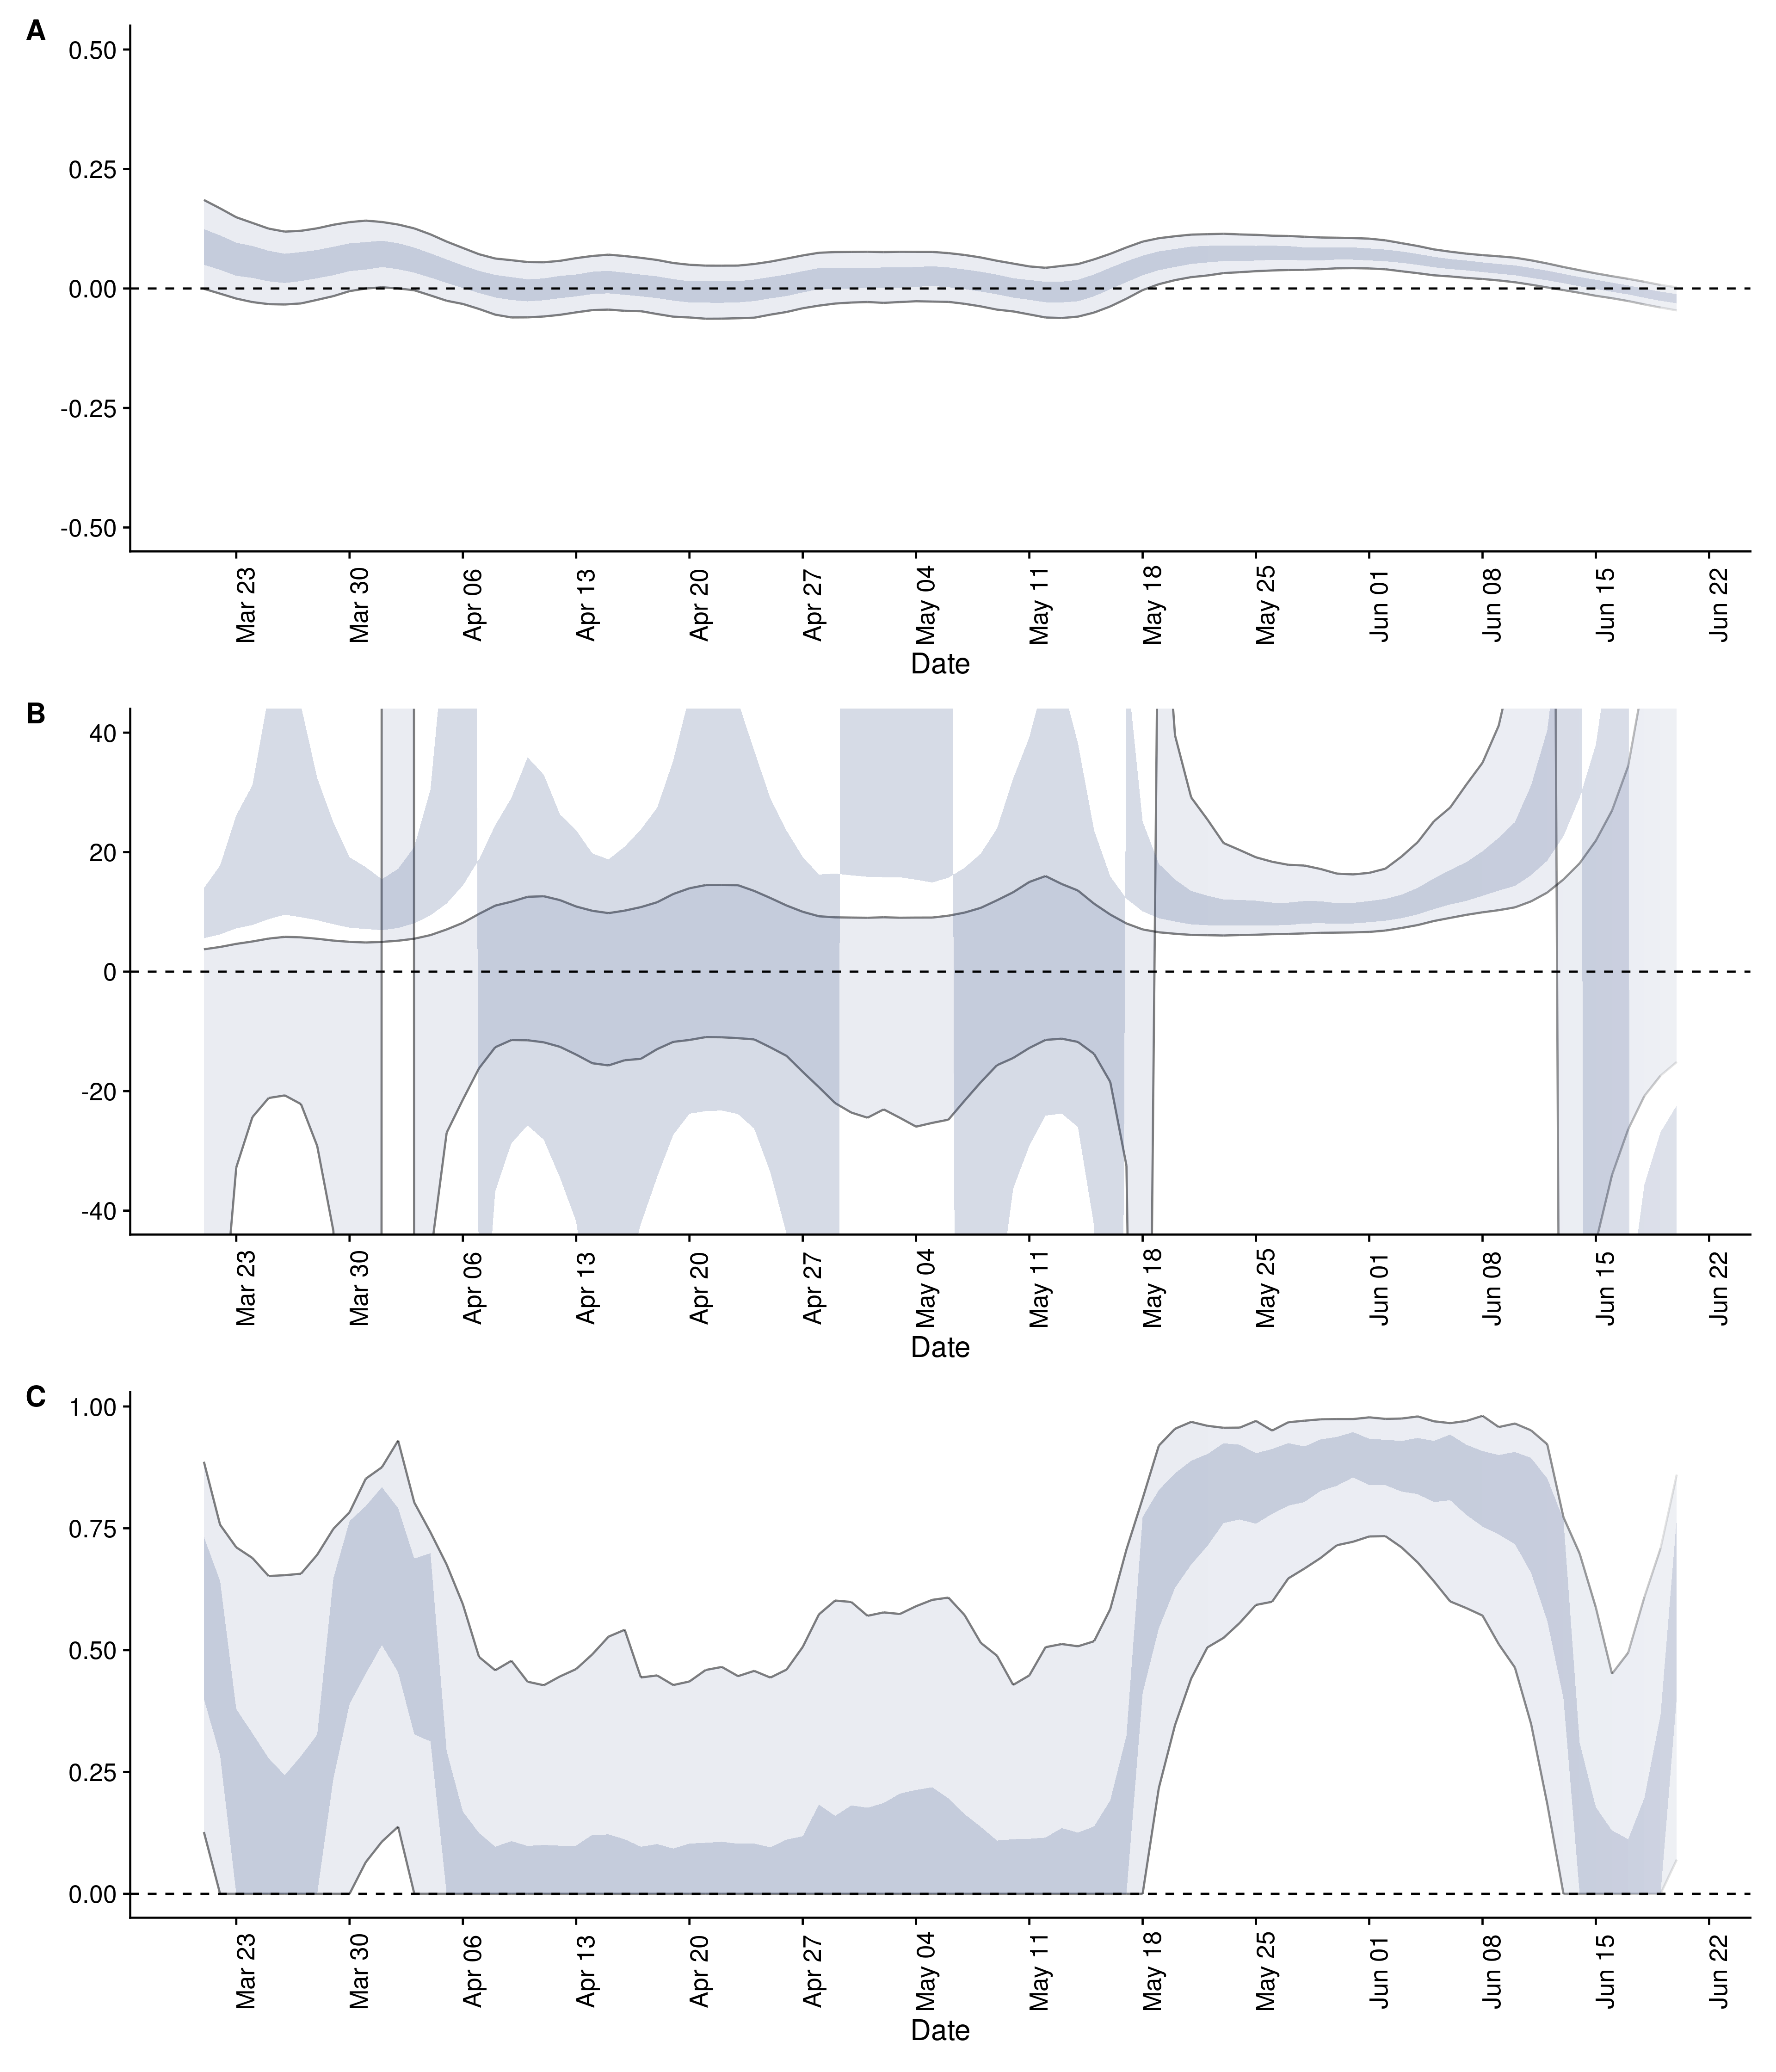 A
0.50
0.25
0.00
-0.25
-0.50
Mar 23
Mar 30
Apr 06
Apr 13
Apr 20
Apr 27
May 04
May 11
May 18
May 25
Jun 01
Jun 08
Jun 15
Jun 22
Date
B
40
20
0
-20
-40
Mar 23
Mar 30
Apr 06
Apr 13
Apr 20
Apr 27
May 04
May 11
May 18
May 25
Jun 01
Jun 08
Jun 15
Jun 22
Date
C
1.00
0.75
0.50
0.25
0.00
Mar 23
Mar 30
Apr 06
Apr 13
Apr 20
Apr 27
May 04
May 11
May 18
May 25
Jun 01
Jun 08
Jun 15
Jun 22
Date